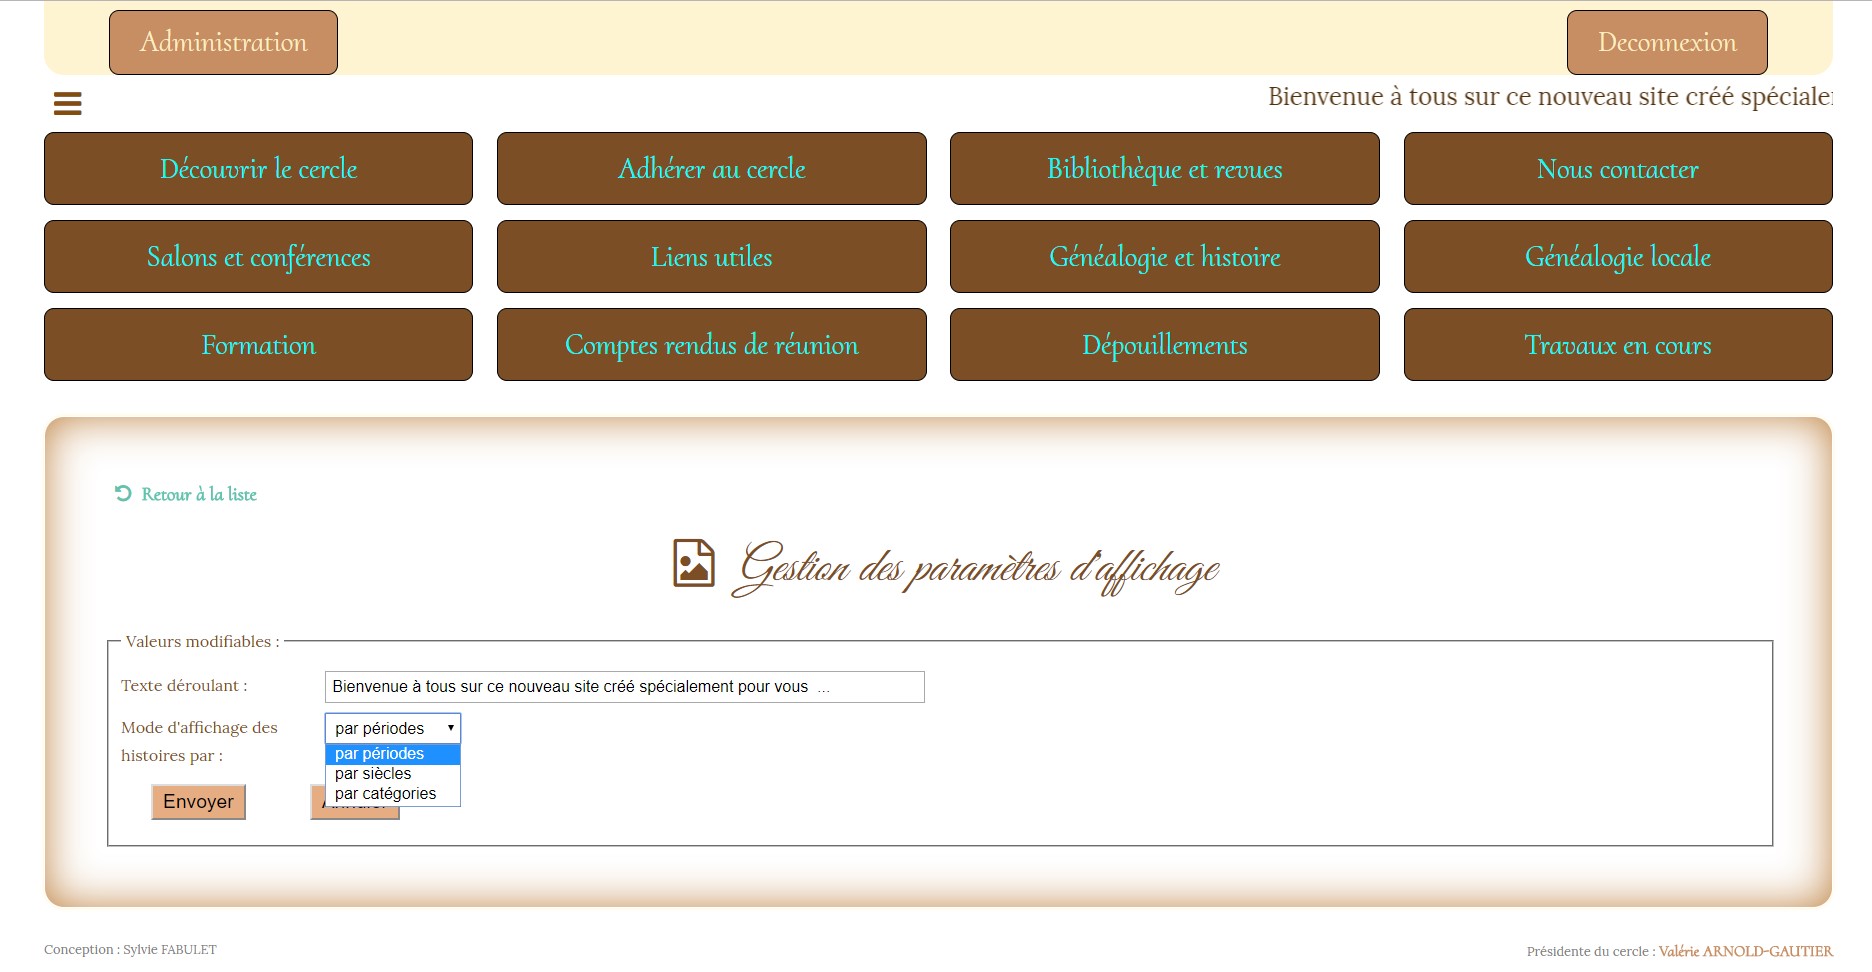 Administration
Deconnexion
Bienvenue à tous sur ce nouveau site créé spéciale
Découvrir le cercle
Adhérer au cercle
Bibliothèque et revues
Nous contacter
Salons et conférences
Liens utiles
Généalogie et histoire
Généalogie locale
Formation
Comptes rendus de réunion
Dépouillements
Travaux en cours
Retour à la liste
Gestion des paramètres d'affichage
Valeurs modifiables :
Texte déroulant :
Bienvenue à tous sur ce nouveau site créé spécialement pour vous ...
Mode d'affichage des
histoires par :
par périodes
par périodes
par siècles
par catégories
Envoyer
Conception : Sylvie FABULET
Présidente du cercle : Valérie ARNOLD-GAUTIER